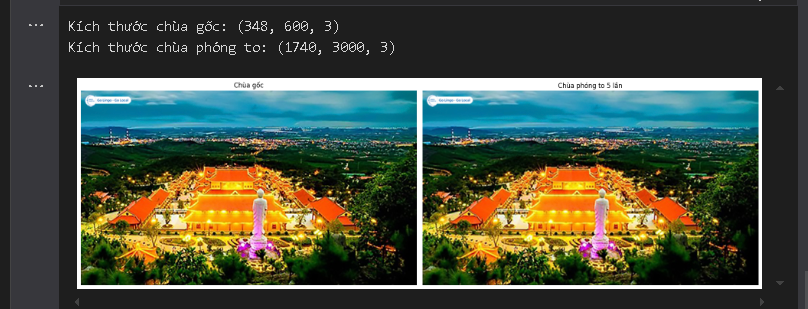 Kích thước chùa gốc: (348, 600, 3)
Kích thước chùa phóng to: (1740, 3000, 3)
Chùa gốc
Chùa phóng to 5 lần